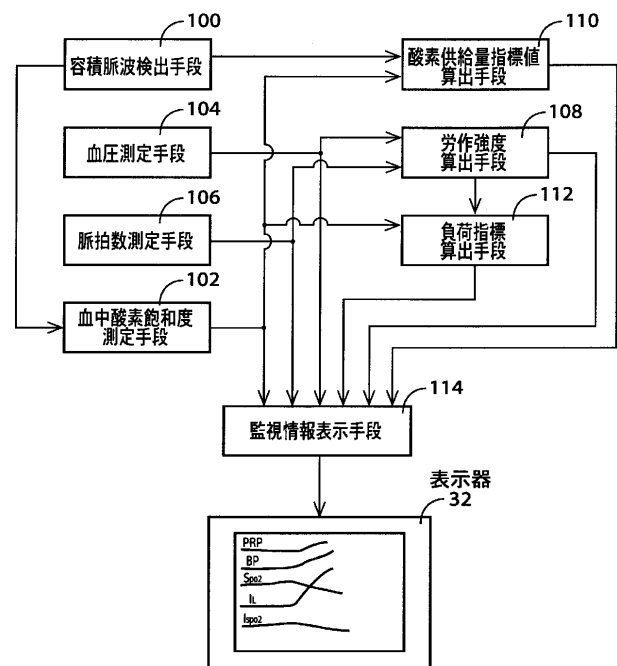 100
容積脈波検出手段
110
酸素供給量指標値
算出手段
104
血圧測定手段
108
労作強度
算出手段
106
脈拍数測定手段
112
負荷指標
算出手段
102
血中酸素飽和度
測定手段
114
監視情報表示手段
表示器
32
PRP
BP
Spo2
IL
Ispo2